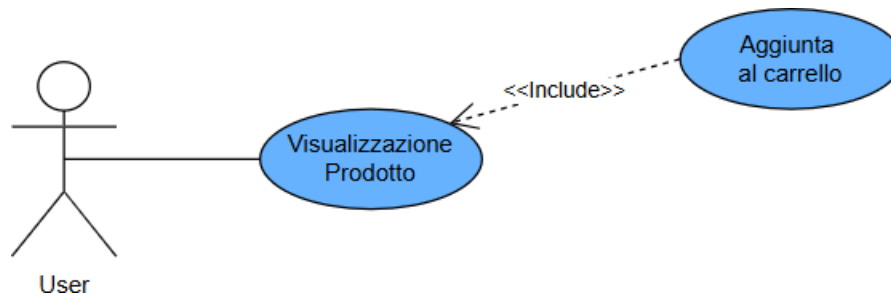 Aggiunta
al carrello
<<Include>>
Visualizzazione
Prodotto
User